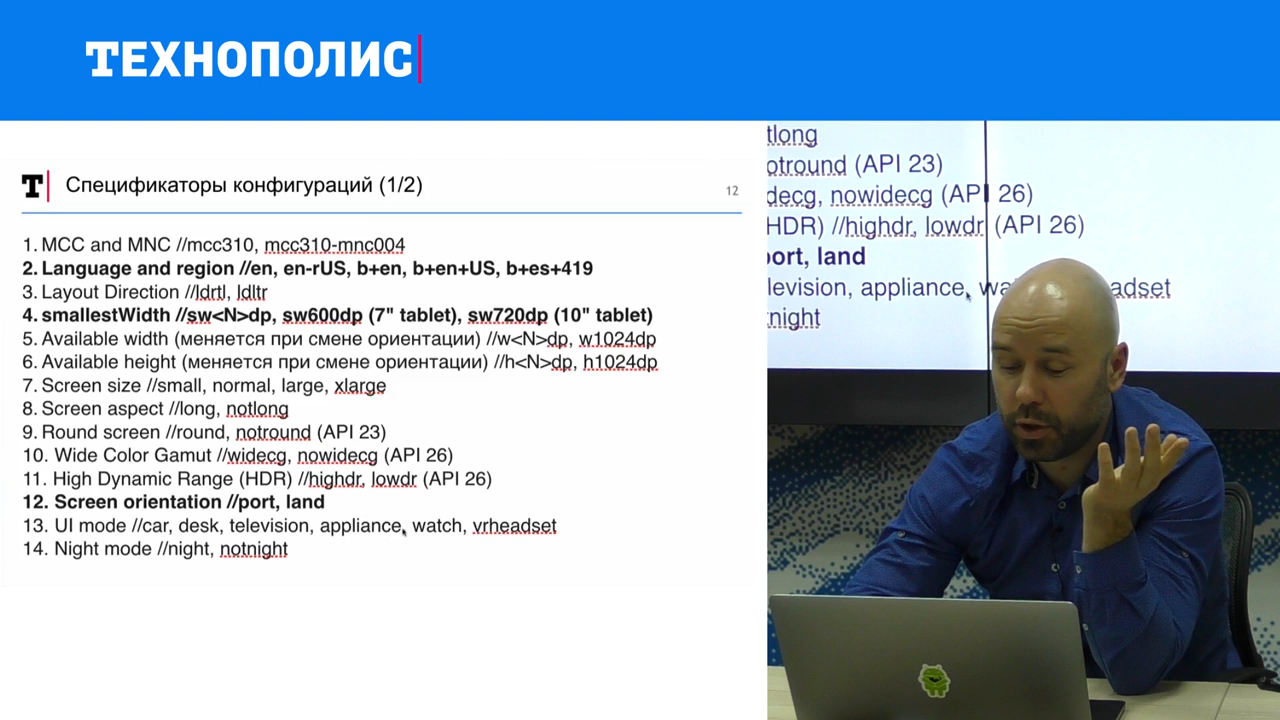 ТЕХНОПОЛИС
T
Спецификаторы конфигураций (1/2)
12
1. MCC and MNC //mcc310, mcc310-mnc004
2. Language and region //en, en-rUS, b+en, b+en+US, b+es+419
3. Layout Direction //ldrtl, ldltr
4. smallestWidth //sw<N>dp, sw600dp (7" tablet), sw720dp (10" tablet)
5. Available width (меняется при смене ориентации) //w<N>dp, w1024dp
6. Available height (меняется при смене ориентации) //h<N>dp, h1024dp
7. Screen size //small, normal, large, xlarge
8. Screen aspect //long, notlong
9. Round screen //round, notround (API 23)
10. Wide Color Gamut //widecg, nowidecg (API 26)
11. High Dynamic Range (HDR) //highdr, lowdr (API 26)
12. Screen orientation //port, land
13. UI mode //car, desk, television, appliance, watch, vrheadset
14. Night mode //night, notnight
tlong
otround (API 23)
decg, nowidecg (API 26)
HDR) //highdr, lowdr (API 26)
port, land
levision, appliance, wa adset
tnight